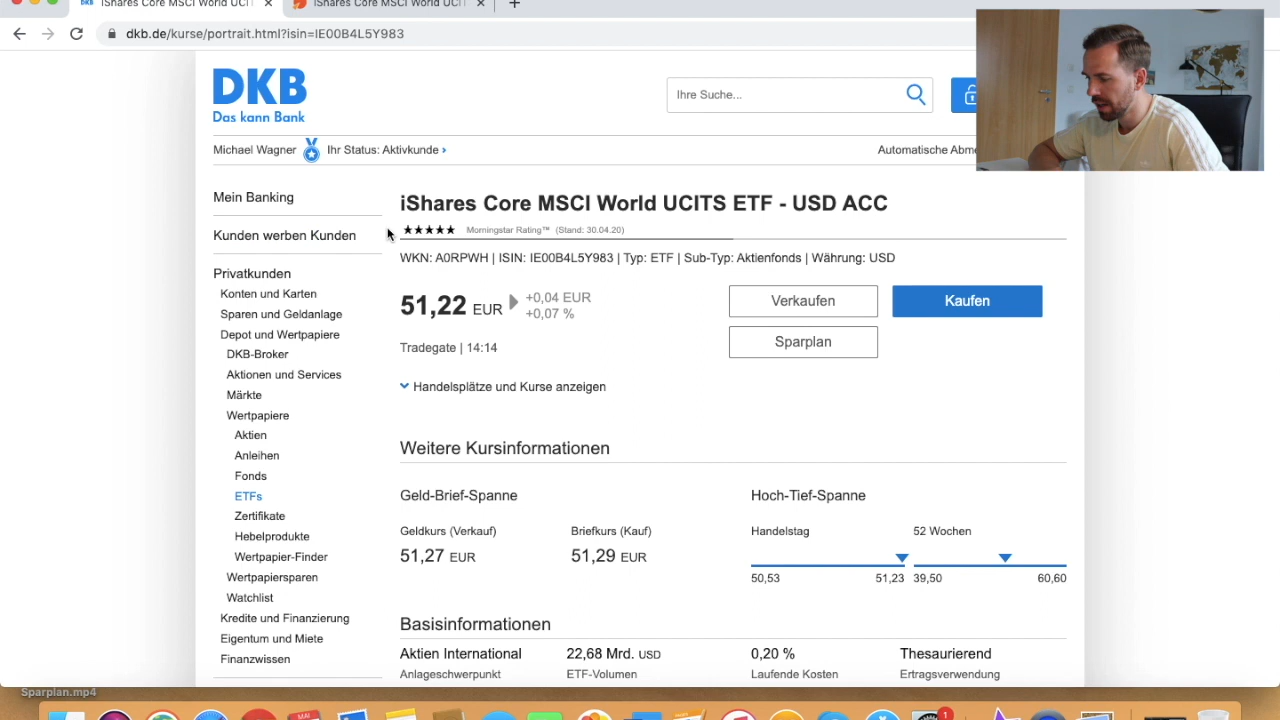 iShares Core MSCI World UCIT
iShares Core MSCI World UCIT
dkb.de/kurse/portrait.html?isin=IE00B4L5Y983
DKB
Das kann Bank
Ihre Suche...
Michael Wagner Ihr Status: Aktivkunde ›
Automatische Abme
Mein Banking
Kunden werben Kunden
Privatkunden
Konten und Karten
Sparen und Geldanlage
Depot und Wertpapiere
DKB-Broker
Aktionen und Services
Märkte
Wertpapiere
Aktien
Anleihen
Fonds
ETFs
Zertifikate
Hebelprodukte
Wertpapier-Finder
Wertpapiersparen
Watchlist
Kredite und Finanzierung
Eigentum und Miete
Finanzwissen
iShares Core MSCI World UCITS ETF - USD ACC
★★★★★ Morningstar Rating™ (Stand: 30.04.20)
WKN: A0RPWH | ISIN: IE00B4L5Y983 | Typ: ETF | Sub-Typ: Aktienfonds | Währung: USD
51,22 EUR
+0,04 EUR
+0,07 %
Verkaufen
Kaufen
Sparplan
Tradegate | 14:14
Handelsplätze und Kurse anzeigen
Weitere Kursinformationen
Geld-Brief-Spanne
Geldkurs (Verkauf) Briefkurs (Kauf)
51,27 EUR 51,29 EUR
Hoch-Tief-Spanne
Handelstag 52 Wochen
50,53 51,23 39,50 60,60
Basisinformationen
Aktien International 22,68 Mrd. USD 0,20 % Thesaurierend
Anlageschwerpunkt ETF-Volumen Laufende Kosten Ertragsverwendung
Sparplan.mp4
MAI
1